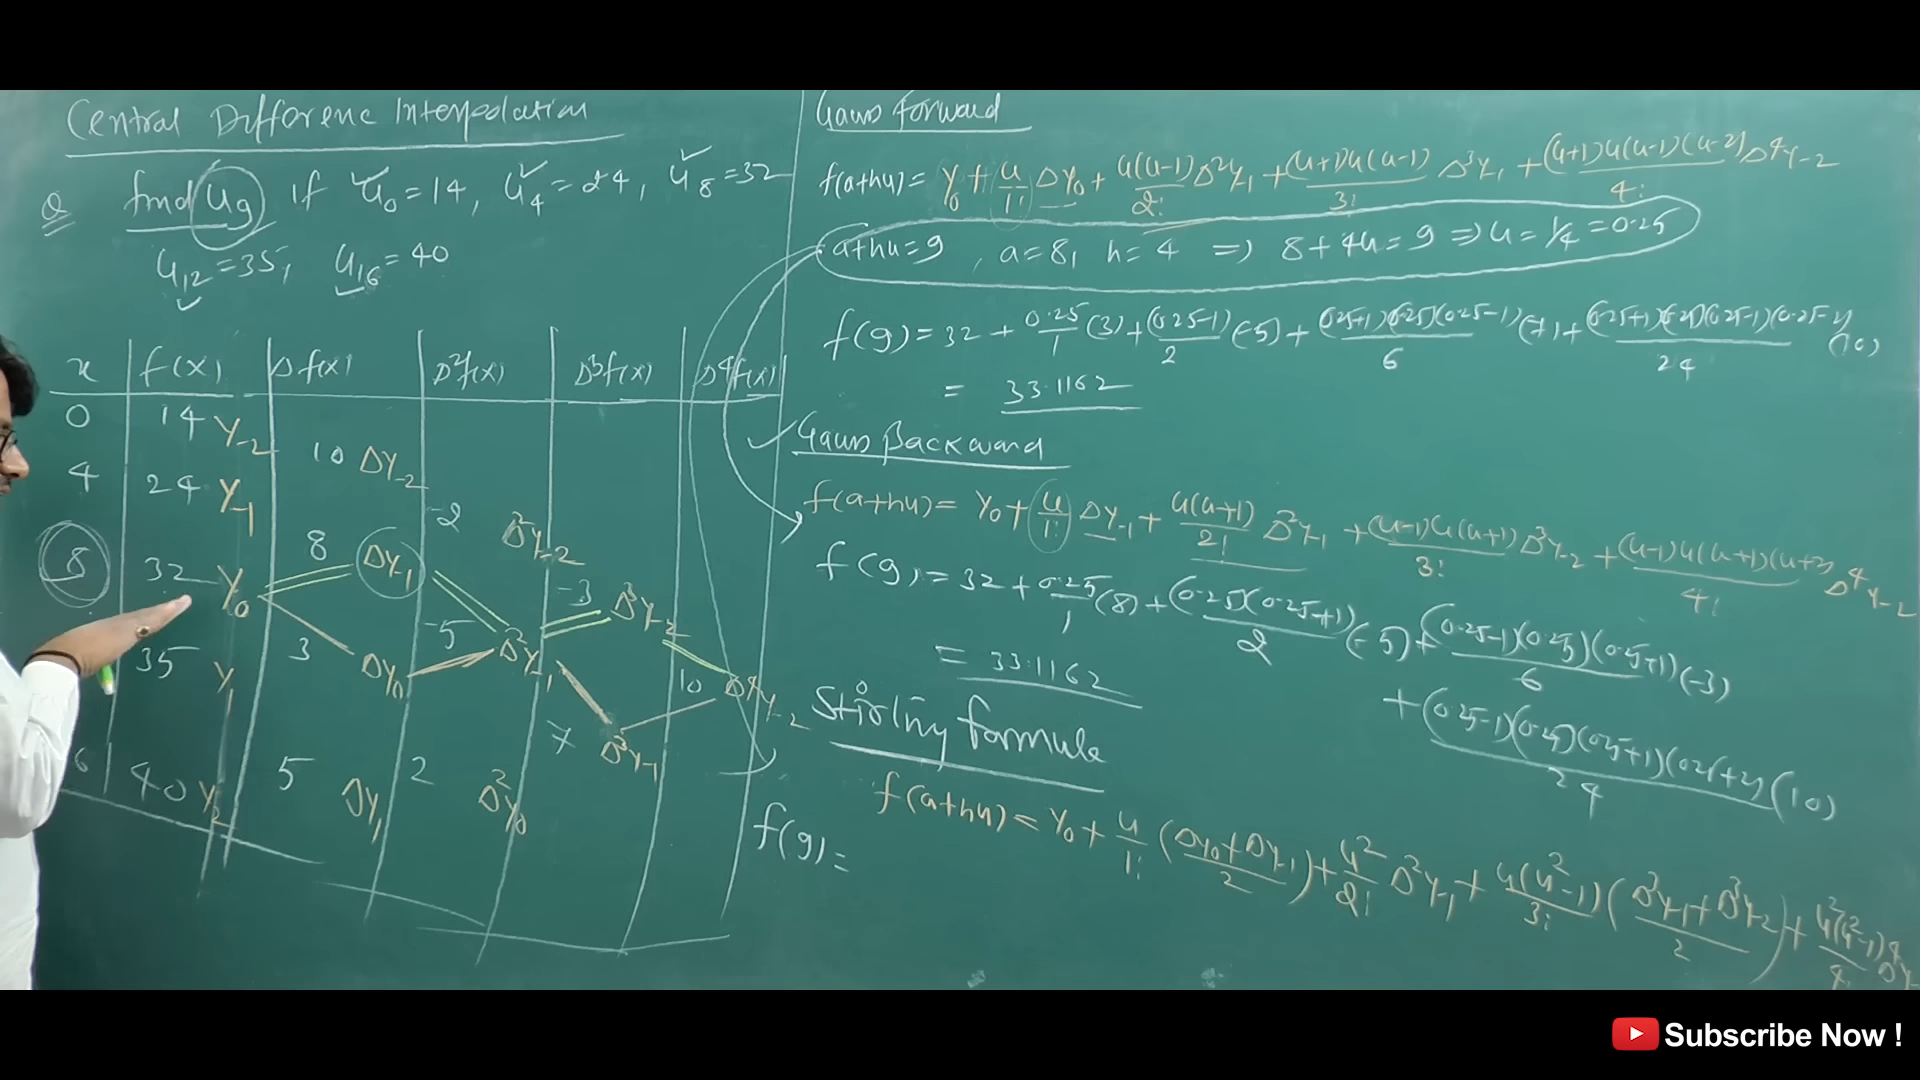 Central Differenc Interpolation
Q find U9 if U0=14, U4=24, U8=32
U12=35, U16=40
x f(x) Δf(x) Δ²f(x) Δ³f(x) Δ⁴f(x)
0 14 Y-2
10 ΔY-2
4 24 Y-1
-2 Δ²Y-2
8 ΔY-1
8 32 Y0
-3 Δ³Y-2
3 ΔY0
-5 Δ²Y-1
10 Δ⁴Y-2
35 Y1
7 Δ³Y-1
5 ΔY1
2 Δ²Y0
6 40 Y2
Gauss forward
f(a+hu)= Y0 + u/1! ΔY0 + u(u-1)/2! Δ²Y-1 + (u+1)u(u-1)/3! Δ³Y-1 + (u+1)u(u-1)(u-2)/4! Δ⁴Y-2
a+hu=9, a=8, h=4 => 8+4u=9 => u=1/4=0.25
f(9)= 32 + 0.25/1 (3) + (0.25-1)/2 (-5) + (0.25+1)(0.25)(0.25-1)/6 (7) + (0.25+1)(0.25)(0.25-1)(0.25-2)/24 (10)
= 33.1162
Gauss Backward
f(a+hu)= Y0 + u/1! ΔY-1 + u(u+1)/2! Δ²Y-1 + (u-1)u(u+1)/3! Δ³Y-2 + (u-1)u(u+1)(u+2)/4! Δ⁴Y-2
f(9)= 32 + 0.25/1 (8) + (0.25)(0.25+1)/2 (-5) + (0.25-1)(0.25)(0.25+1)/6 (-3)
+ (0.25-1)(0.25)(0.25+1)(0.25+2)/24 (10)
= 33.1162
Stirling formula
f(a+hu)= Y0 + u/1! (ΔY0+ΔY-1/2) + u²/2! Δ²Y-1 + u(u²-1)/3! (Δ³Y-1+Δ³Y-2/2) + u²(u²-1)/4! Δ⁴Y-
f(9)=
Subscribe Now !